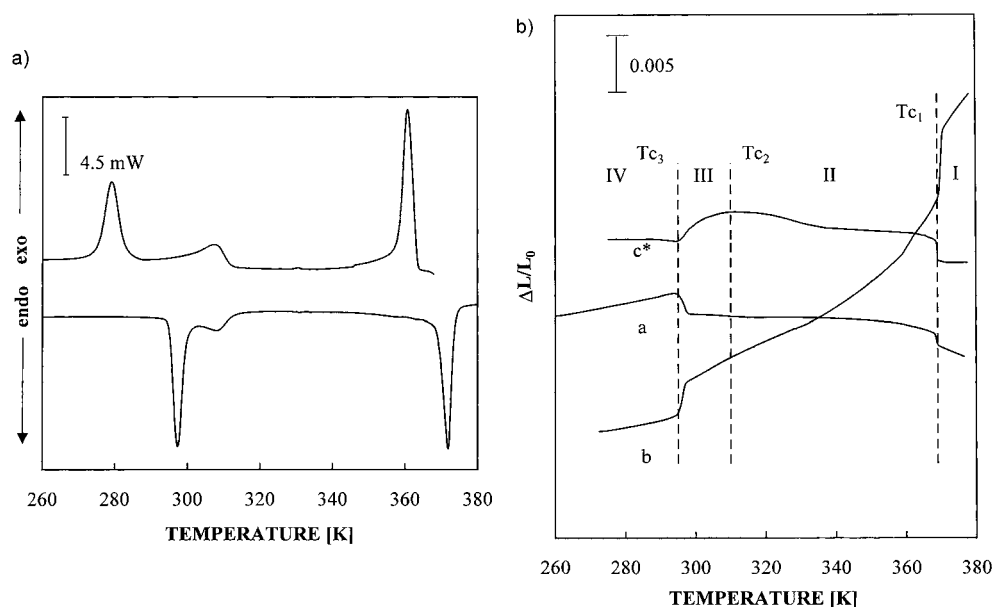 a)
4.5 mW
endo exo
260 280 300 320 340 360 380
TEMPERATURE [K]
b)
0.005
Tc1
Tc3 Tc2
IV III II I
c*
a
b
ΔL/L0
260 280 300 320 340 360 380
TEMPERATURE [K]